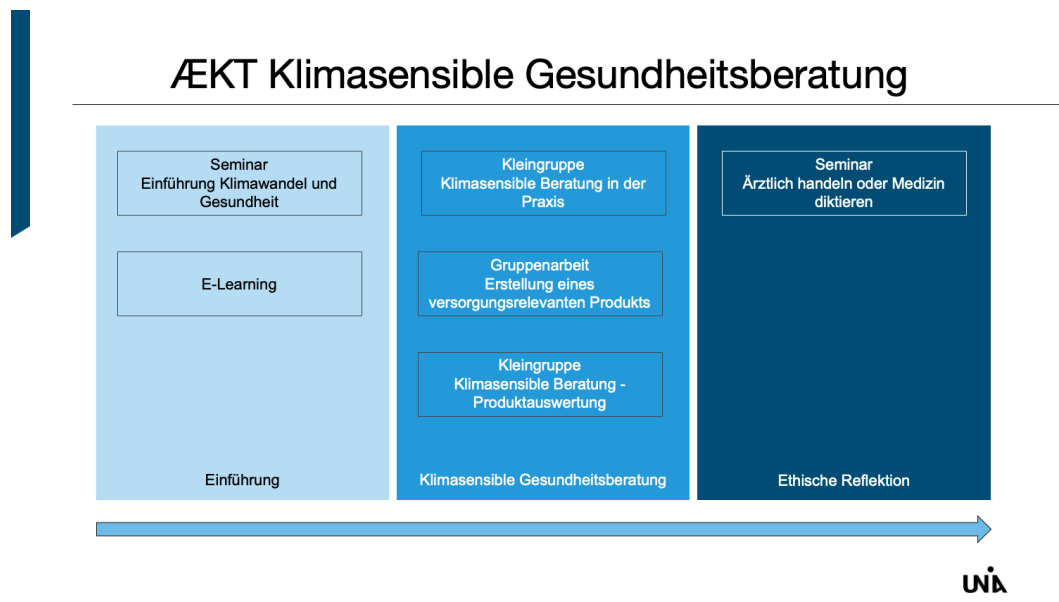 ÆKT Klimasensible Gesundheitsberatung
Seminar
Einführung Klimawandel und
Gesundheit
E-Learning
Einführung
Kleingruppe
Klimasensible Beratung in der
Praxis
Gruppenarbeit
Erstellung eines
versorgungsrelevanten Produkts
Kleingruppe
Klimasensible Beratung -
Produktauswertung
Klimasensible Gesundheitsberatung
Seminar
Ärztlich handeln oder Medizin
diktieren
Ethische Reflektion
UNIA